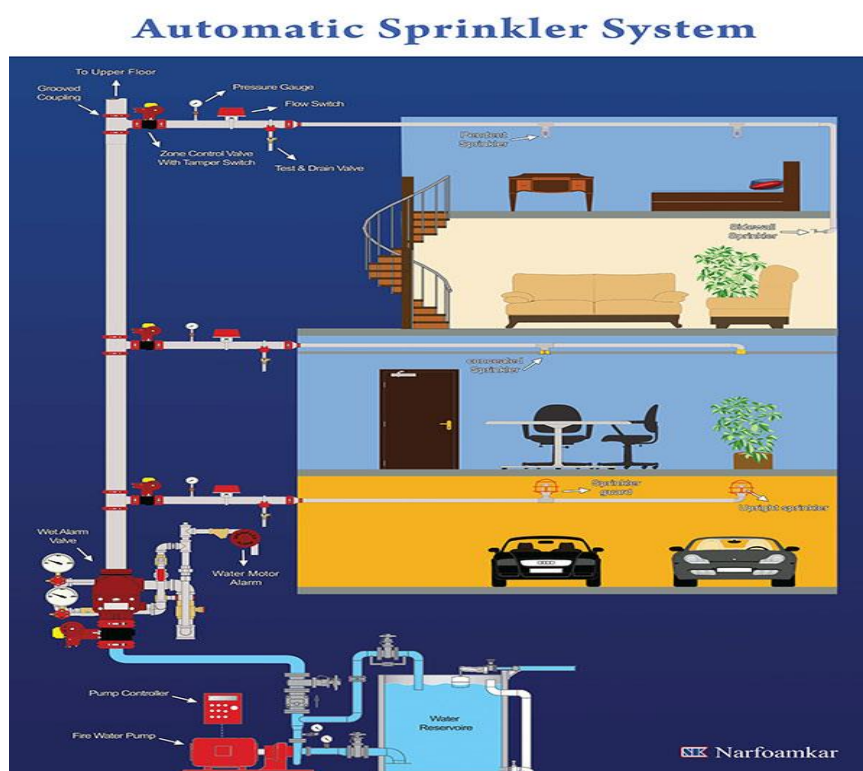 Automatic Sprinkler System
To Upper Floor
Grooved
Coupling
Pressure Gauge
Flow Switch
Zone Control Valve
With Tamper Switch
Test & Drain Valve
Pendent
Sprinkler
Sidewall
Sprinkler
concealed
Sprinkler
Sprinkler
guard
Upright sprinkler
Wet Alarm
Valve
Water Motor
Alarm
Pump Controller
Fire Water Pump
Water
Reservoire
Narfoamkar